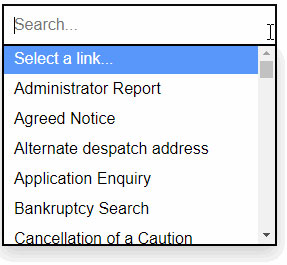 Search...
Select a link...
Administrator Report
Agreed Notice
Alternate despatch address
Application Enquiry
Bankruptcy Search
Cancellation of a Caution